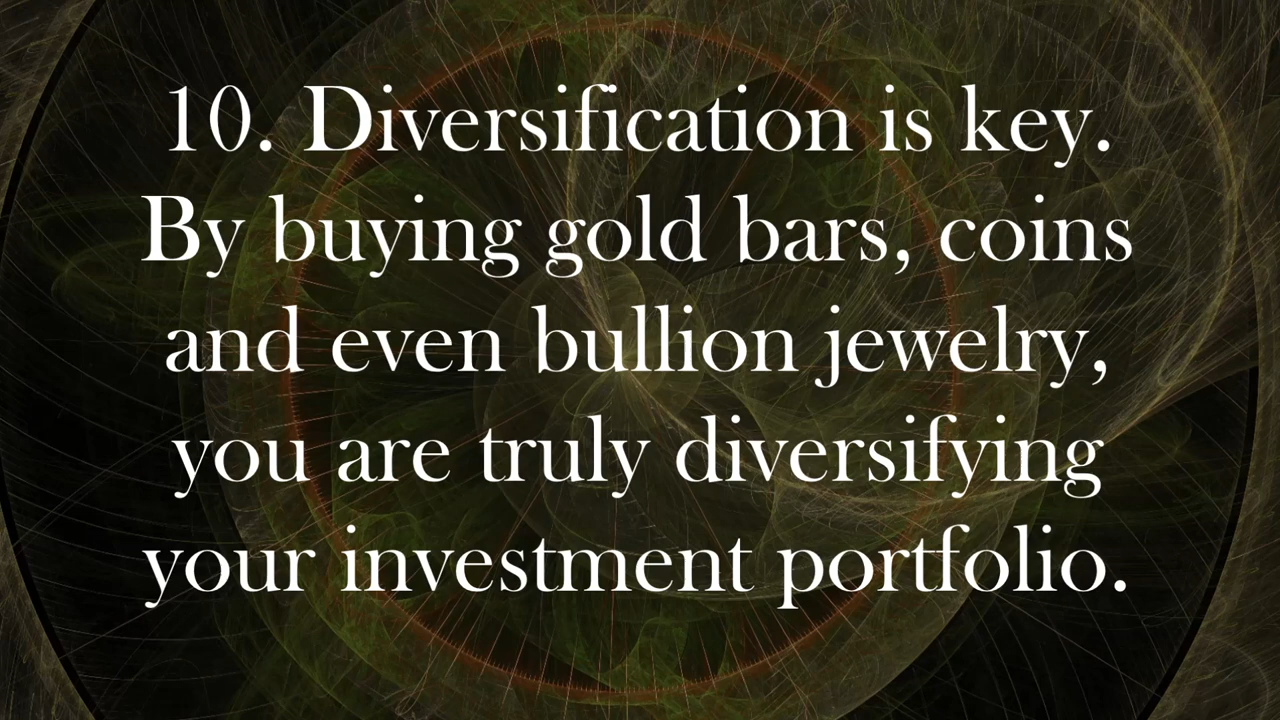 10. Diversification is key.
By buying gold bars, coins
and even bullion jewelry,
you are truly diversifying
your investment portfolio.